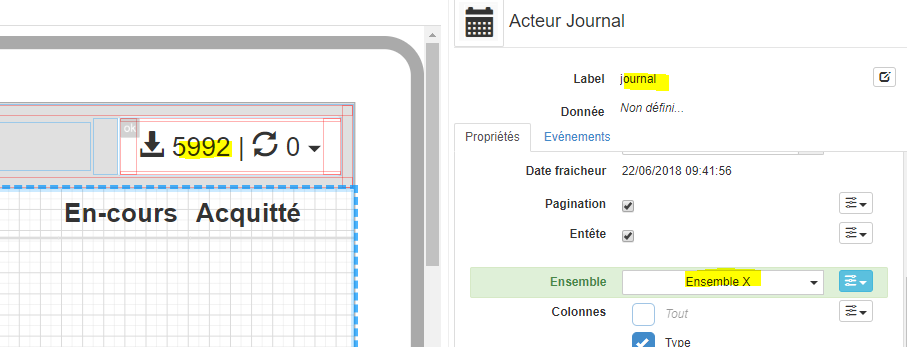 Acteur Journal
Label journal
Donnée Non défini...
Propriétés Evénements
Date fraicheur 22/06/2018 09:41:56
Pagination
Entête
Ensemble Ensemble X
Colonnes Tout
Type
ok
5992 | 0
En-cours Acquitté